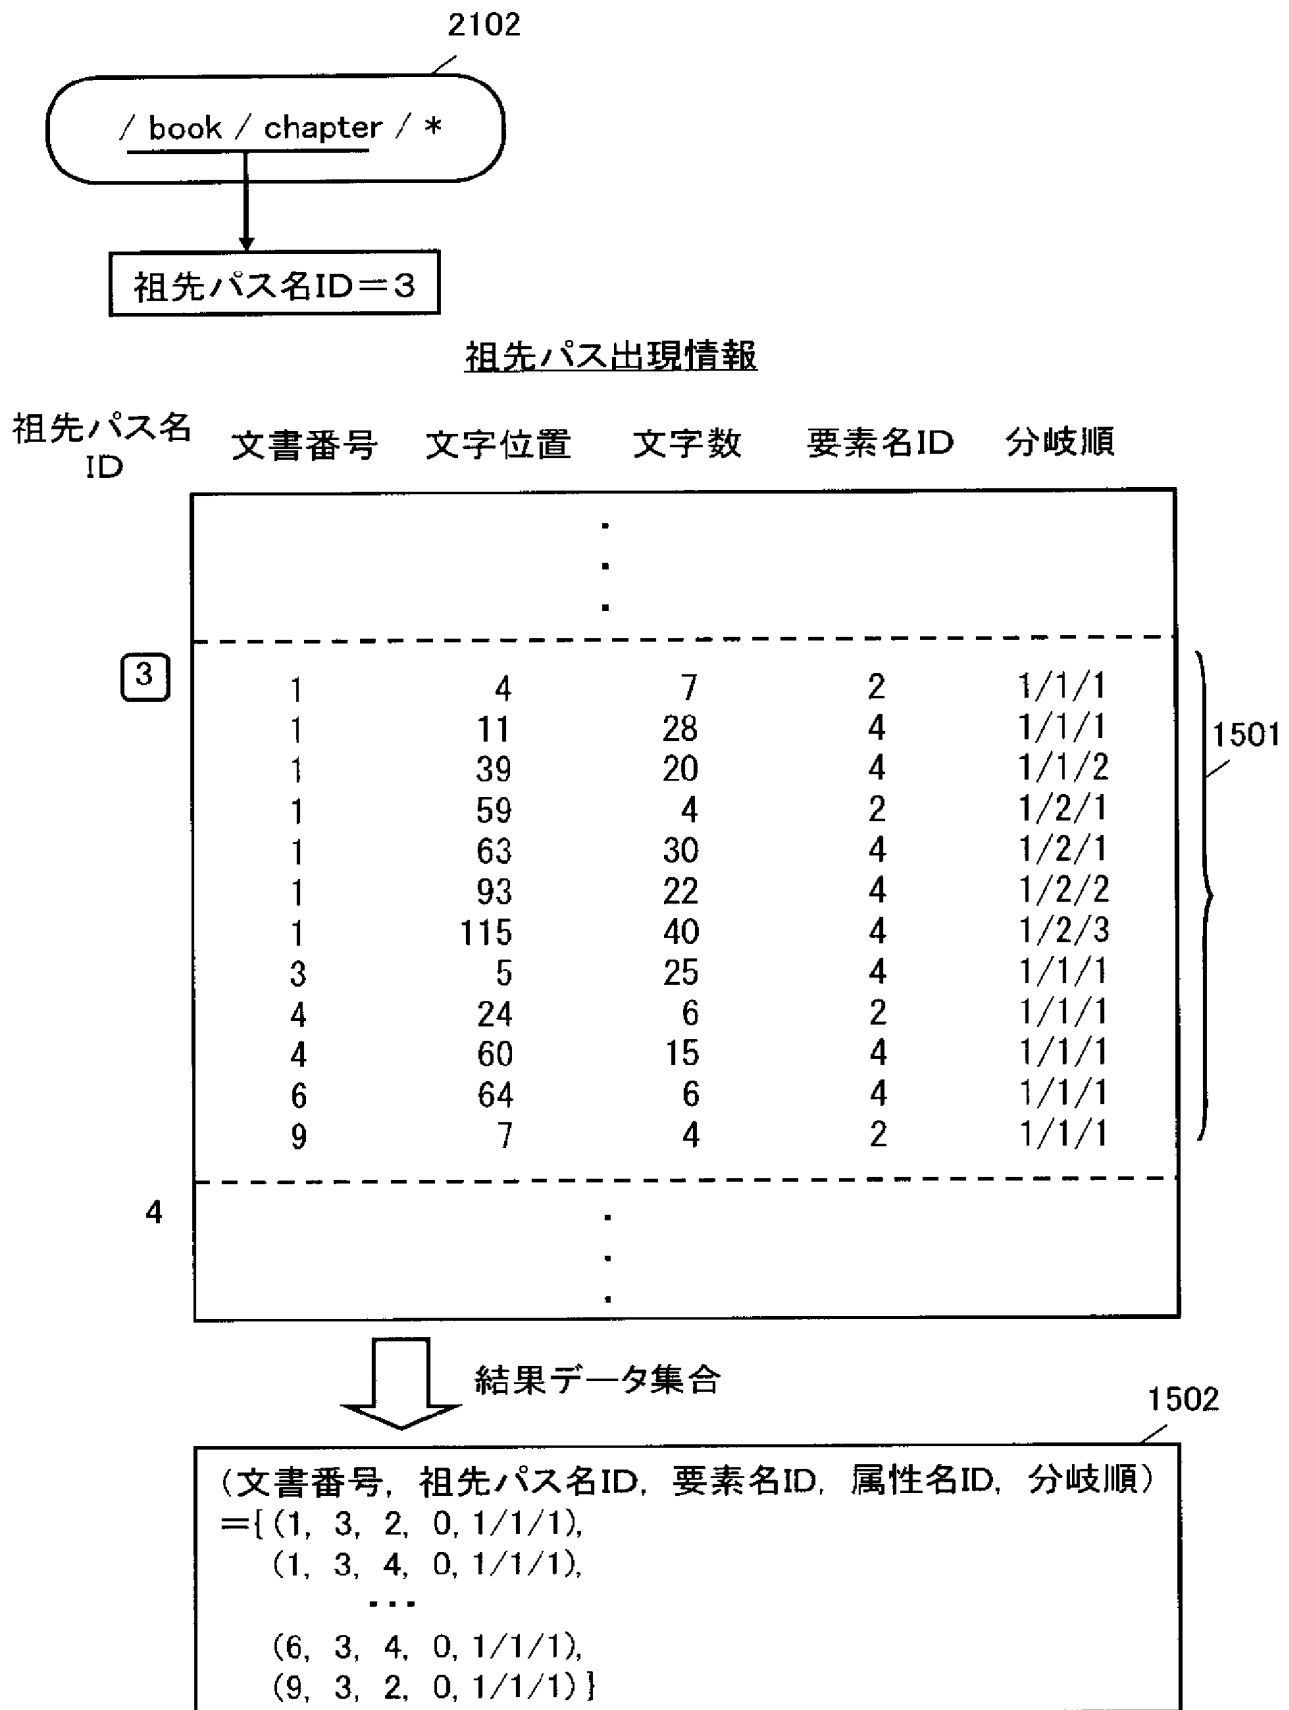 2102
/ book / chapter / *
祖先パス名ID=3
祖先パス出現情報
祖先パス名ID 文書番号 文字位置 文字数 要素名ID 分岐順
3
1 4 7 2 1/1/1
1 11 28 4 1/1/1
1 39 20 4 1/1/2
1 59 4 2 1/2/1
1 63 30 4 1/2/1
1 93 22 4 1/2/2
1 115 40 4 1/2/3
3 5 25 4 1/1/1
4 24 6 2 1/1/1
4 60 15 4 1/1/1
6 64 6 4 1/1/1
9 7 4 2 1/1/1
1501
4
結果データ集合
1502
(文書番号, 祖先パス名ID, 要素名ID, 属性名ID, 分岐順)
={(1, 3, 2, 0, 1/1/1),
(1, 3, 4, 0, 1/1/1),
...
(6, 3, 4, 0, 1/1/1),
(9, 3, 2, 0, 1/1/1)}